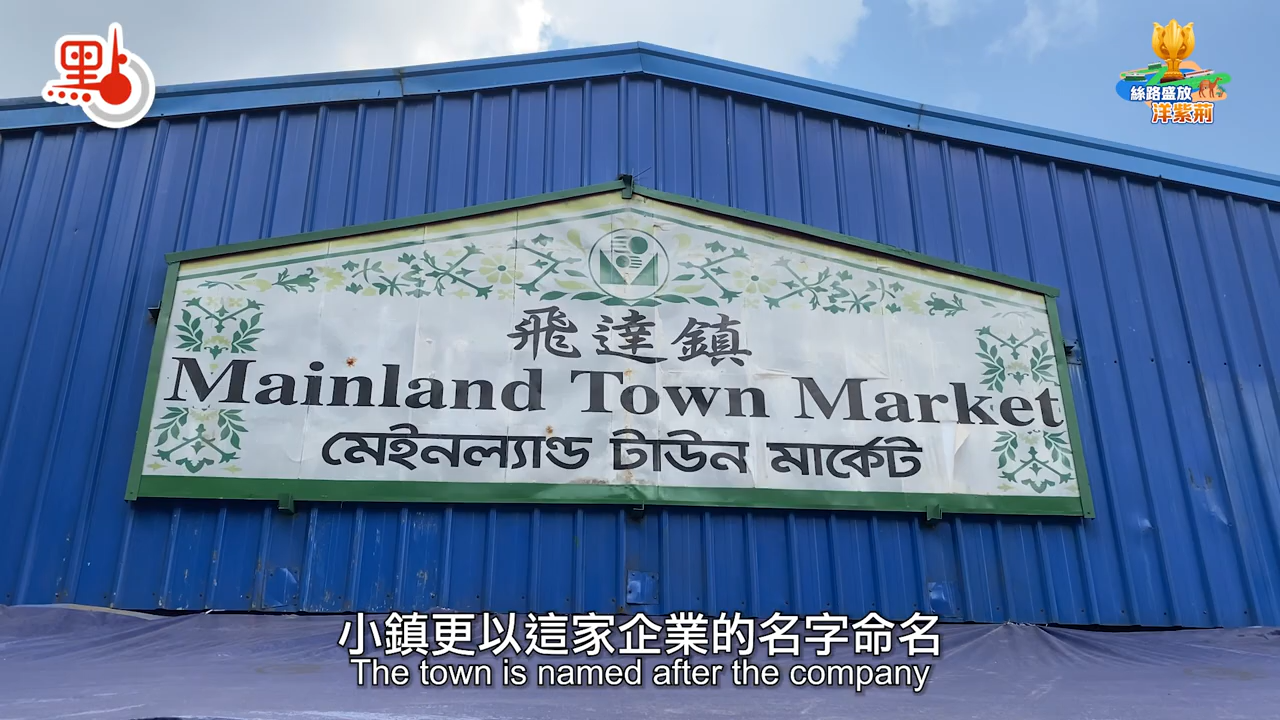 點
絲路盛放
洋紫荊
飛達鎮
Mainland Town Market
মেইনল্যান্ড টাউন মার্কেট
小鎮更以這家企業的名字命名
The town is named after the company